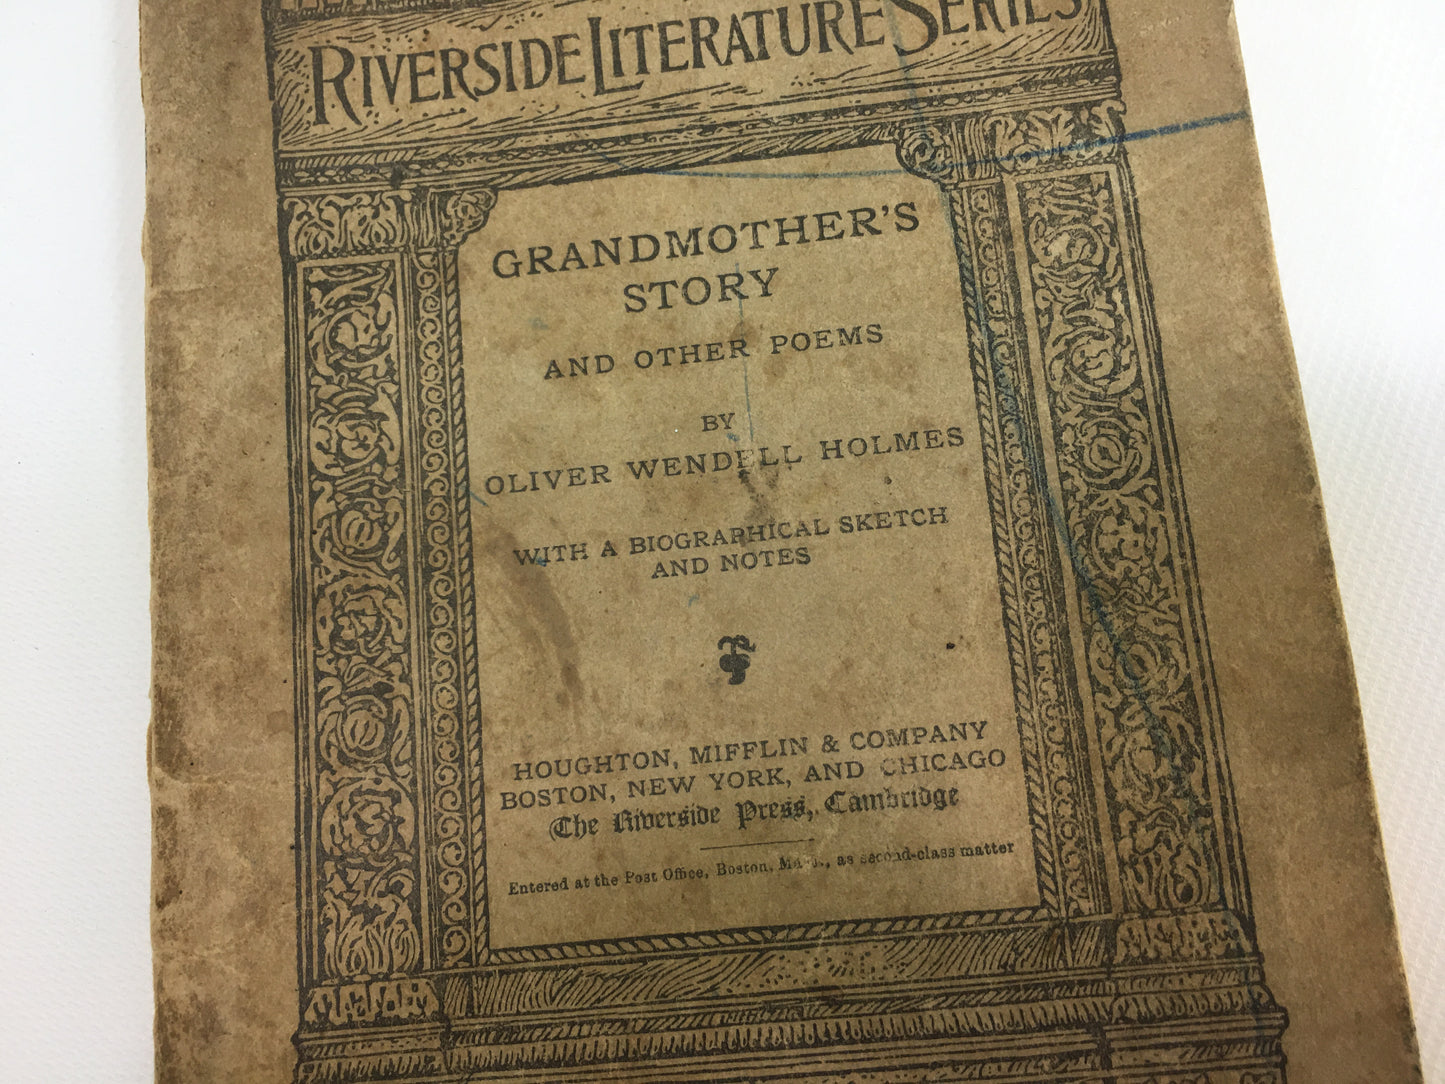 RIVERSIDE LITERATURE SERIES
GRANDMOTHER'S
STORY
AND OTHER POEMS
BY
OLIVER WENDELL HOLMES
WITH A BIOGRAPHICAL SKETCH
AND NOTES
HOUGHTON, MIFFLIN & COMPANY
BOSTON, NEW YORK, AND CHICAGO
The Riverside Press, Cambridge
Entered at the Post Office, Boston, Mass., as second-class matter